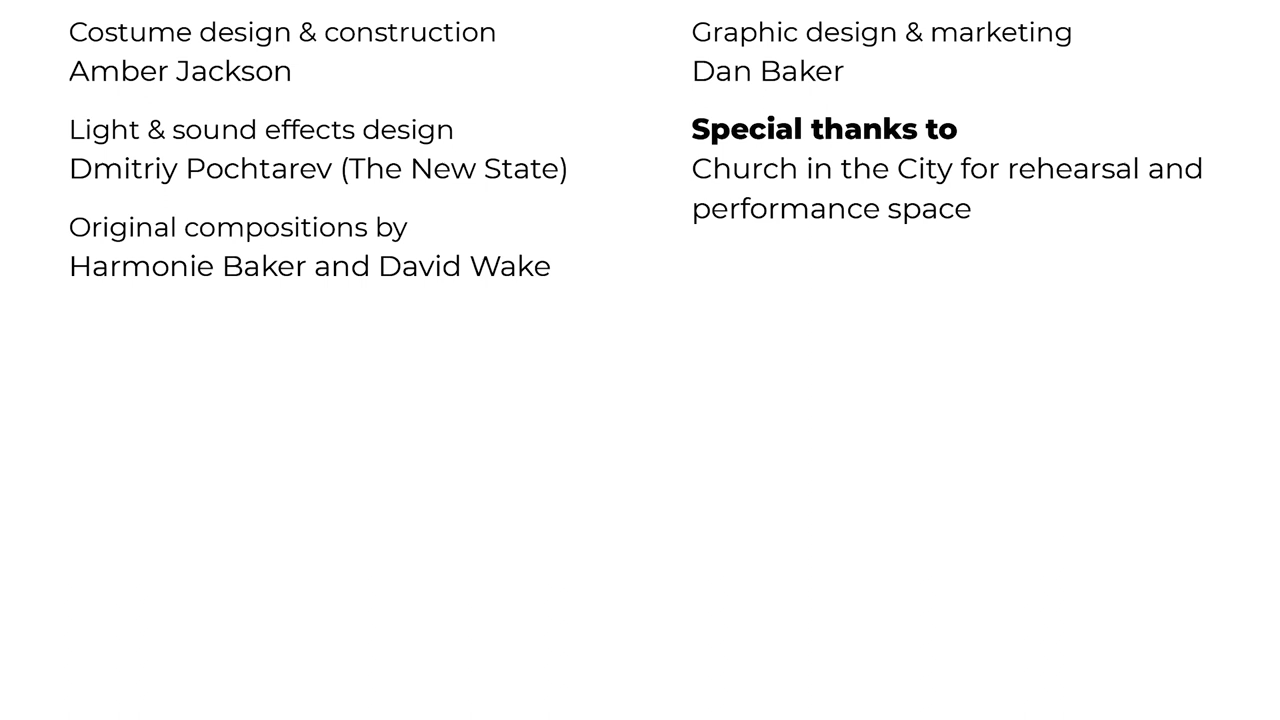 Costume design & construction
Amber Jackson
Light & sound effects design
Dmitriy Pochtarev (The New State)
Original compositions by
Harmonie Baker and David Wake
Graphic design & marketing
Dan Baker
Special thanks to
Church in the City for rehearsal and
performance space